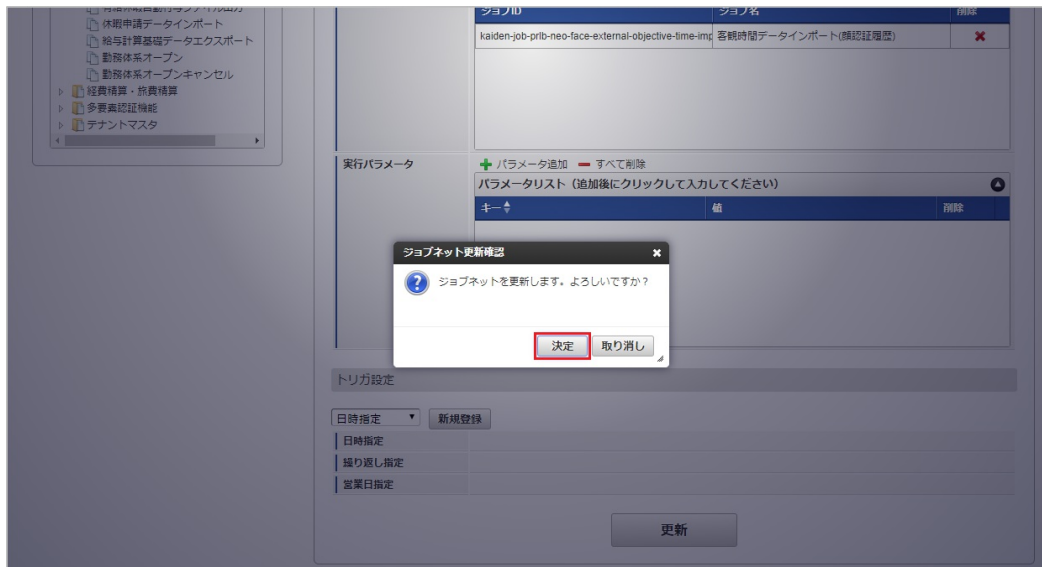 休暇申請データインポート
給与計算基礎データエクスポート
勤務体系オープン
勤務体系オープンキャンセル
経費精算・旅費精算
多要素認証機能
テナントマスタ
ジョブID
ジョブ名
削除
kaiden-job-prlb-neo-face-external-objective-time-imp
客観時間データインポート(顔認証履歴)
実行パラメータ
パラメータ追加
すべて削除
パラメータリスト（追加後にクリックして入力してください）
キー
値
削除
ジョブネット更新確認
ジョブネットを更新します。よろしいですか？
決定
取り消し
トリガ設定
日時指定
新規登録
日時指定
繰り返し指定
営業日指定
更新